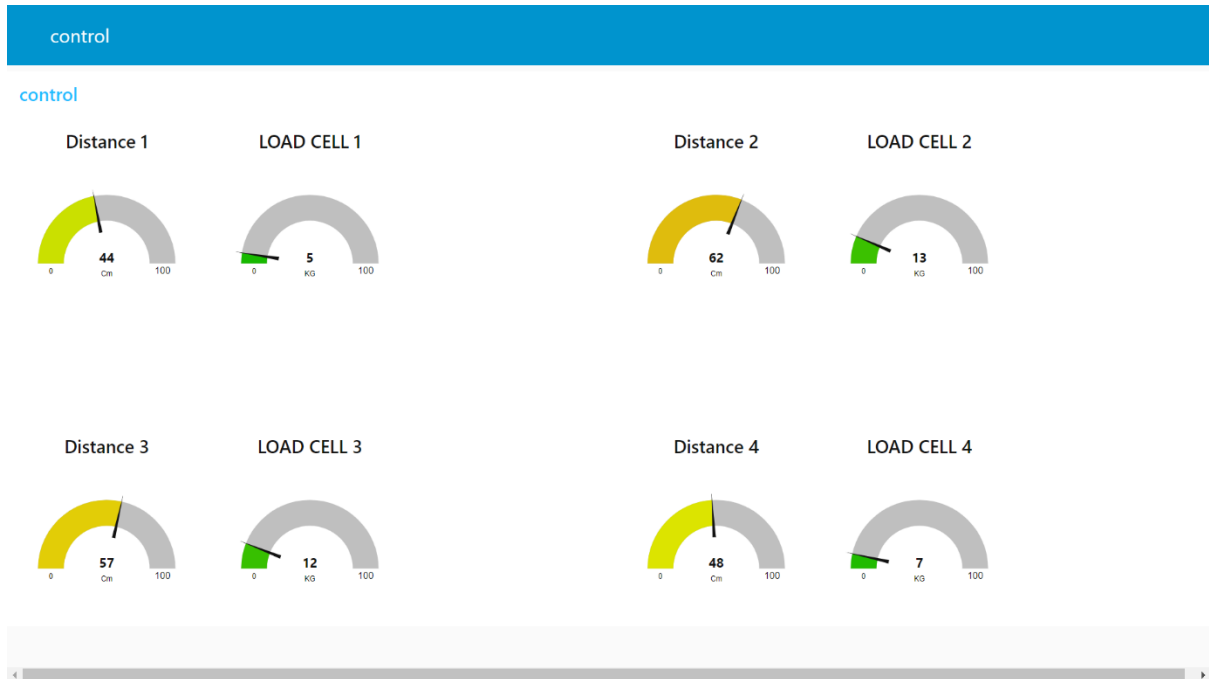 control
control
Distance 1 LOAD CELL 1 Distance 2 LOAD CELL 2
44 5 62 13
0 Cm 100 0 KG 100 0 Cm 100 0 KG 100
Distance 3 LOAD CELL 3 Distance 4 LOAD CELL 4
57 12 48 7
0 Cm 100 0 KG 100 0 Cm 100 0 KG 100